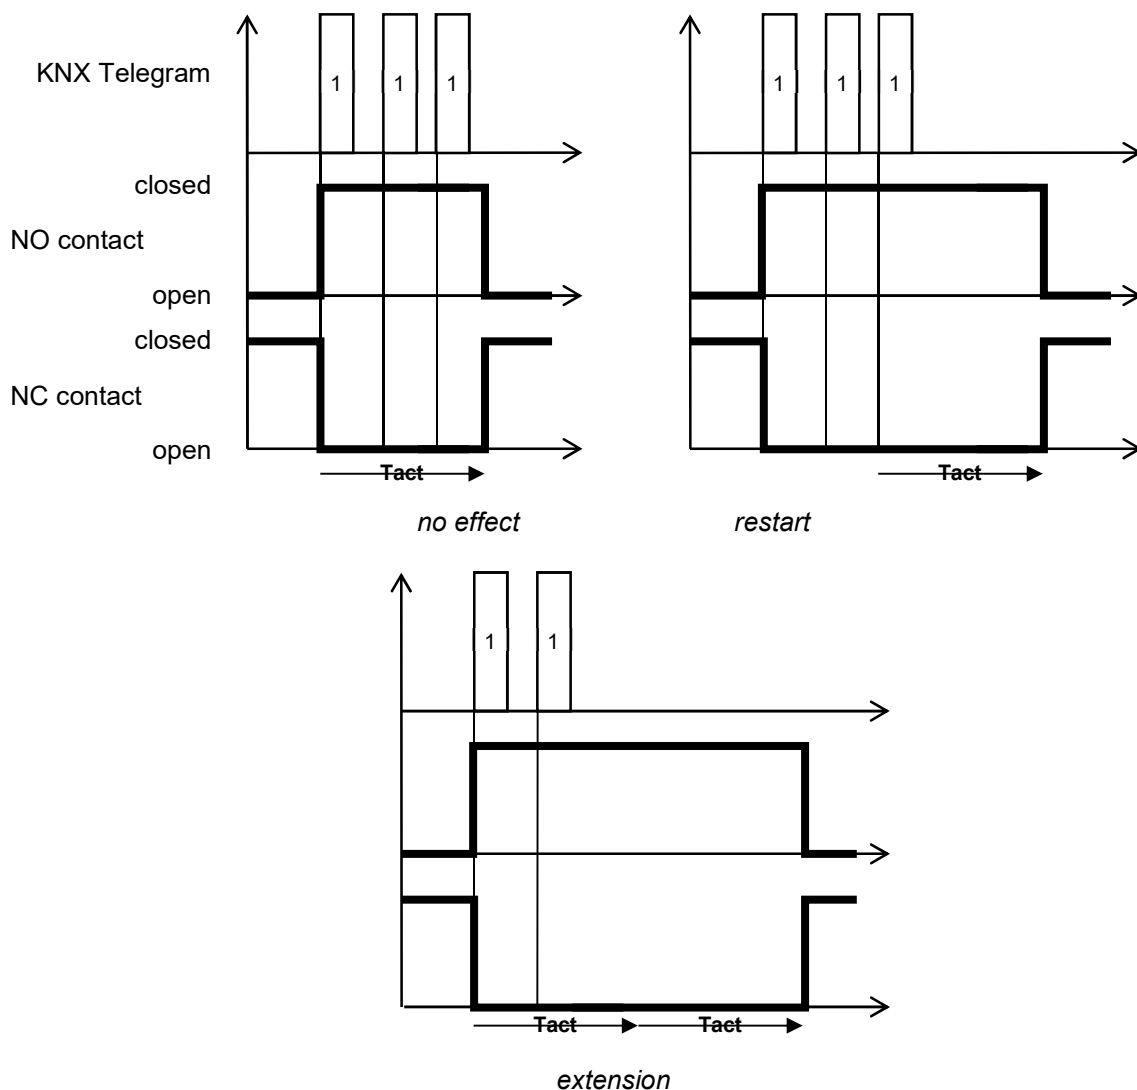 KNX Telegram
1 1 1
1 1 1
closed
NO contact
open
closed
NC contact
open
Tact
Tact
no effect
restart
1 1
Tact Tact
extension